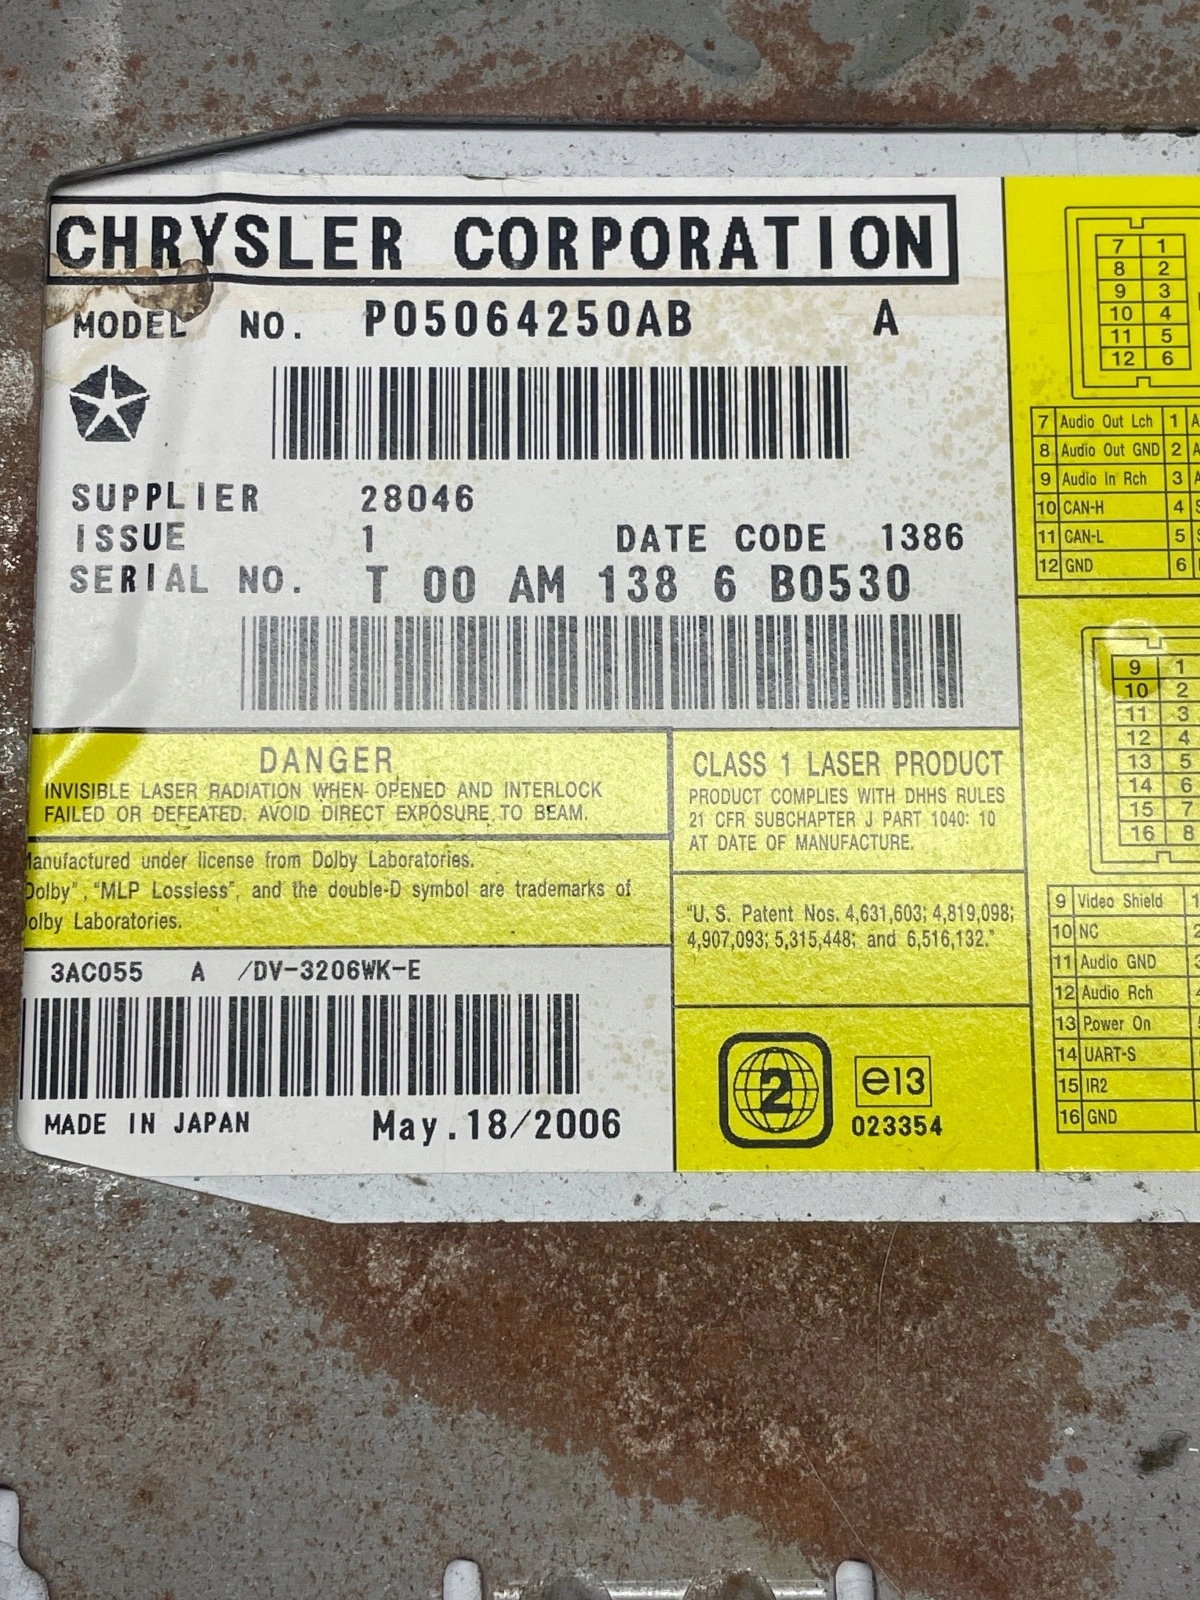 CHRYSLER CORPORATION
MODEL NO. P05064250AB A
SUPPLIER 28046
ISSUE 1 DATE CODE 1386
SERIAL NO. T 00 AM 138 6 B0530
DANGER
INVISIBLE LASER RADIATION WHEN OPENED AND INTERLOCK
FAILED OR DEFEATED. AVOID DIRECT EXPOSURE TO BEAM.
Manufactured under license from Dolby Laboratories.
"Dolby", "MLP Lossless", and the double-D symbol are trademarks of
Dolby Laboratories.
3AC055 A /DV-3206WK-E
MADE IN JAPAN May.18/2006
CLASS 1 LASER PRODUCT
PRODUCT COMPLIES WITH DHHS RULES
21 CFR SUBCHAPTER J PART 1040: 10
AT DATE OF MANUFACTURE.
"U. S. Patent Nos. 4,631,603; 4,819,098;
4,907,093; 5,315,448; and 6,516,132."
2
e13
023354
7 1
8 2
9 3
10 4
11 5
12 6
7 Audio Out Lch 1
8 Audio Out GND 2
9 Audio In Rch 3
10 CAN-H 4
11 CAN-L 5
12 GND 6
9 1
10 2
11 3
12 4
13 5
14 6
15 7
16 8
9 Video Shield 1
10 NC 2
11 Audio GND 3
12 Audio Rch 4
13 Power On
14 UART-S
15 IR2
16 GND